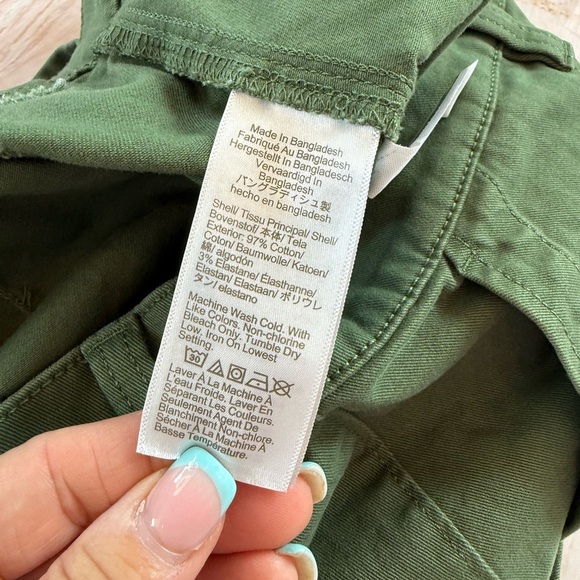 Made In Bangladesh
Fabriqué Au Bangladesh
Hergestellt In Bangladesch
Vervaardigd In
Bangladesh
バングラディシュ製
hecho en bangladesh
Shell/ Tissu Principal/ Shell/
Bovenstof/ 本体/ Tela
Exterior: 97% Cotton/
Coton/ Baumwolle/ Katoen/
綿/ algodón
3% Elastane/ Élasthanne/
Elastan/ Elastaan/ ポリウレ
タン/ elastano
Machine Wash Cold. With
Like Colors. Non-chlorine
Bleach Only. Tumble Dry
Low. Iron On Lowest
Setting.
30
Laver À La Machine À
L'eau Froide. Laver En
Séparant Les Couleurs.
Seulement Agent De
Blanchiment Non-chlore.
Sécher À La Machine À
Basse Température.